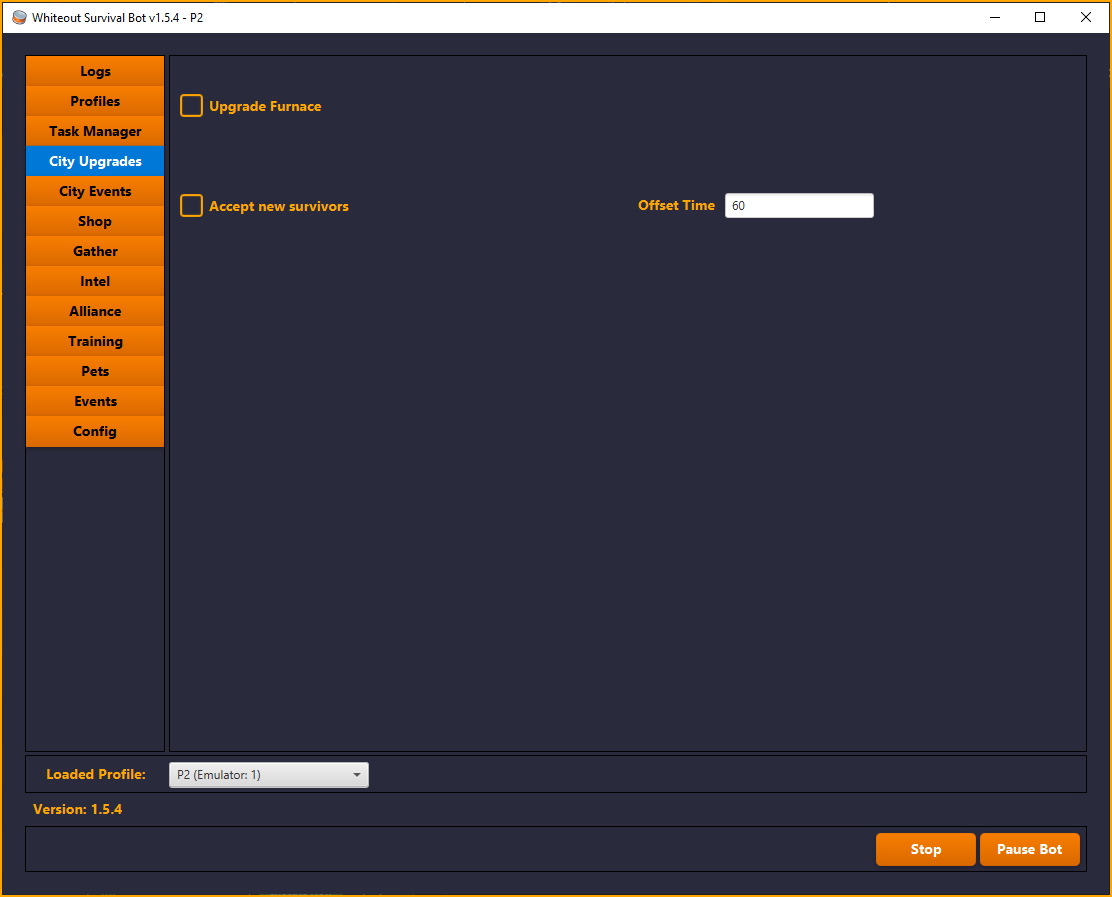 Whiteout Survival Bot v1.5.4 - P2
Logs
Profiles
Task Manager
City Upgrades
City Events
Shop
Gather
Intel
Alliance
Training
Pets
Events
Config
Upgrade Furnace
Accept new survivors
Offset Time 60
Loaded Profile: P2 (Emulator: 1)
Version: 1.5.4
Stop Pause Bot